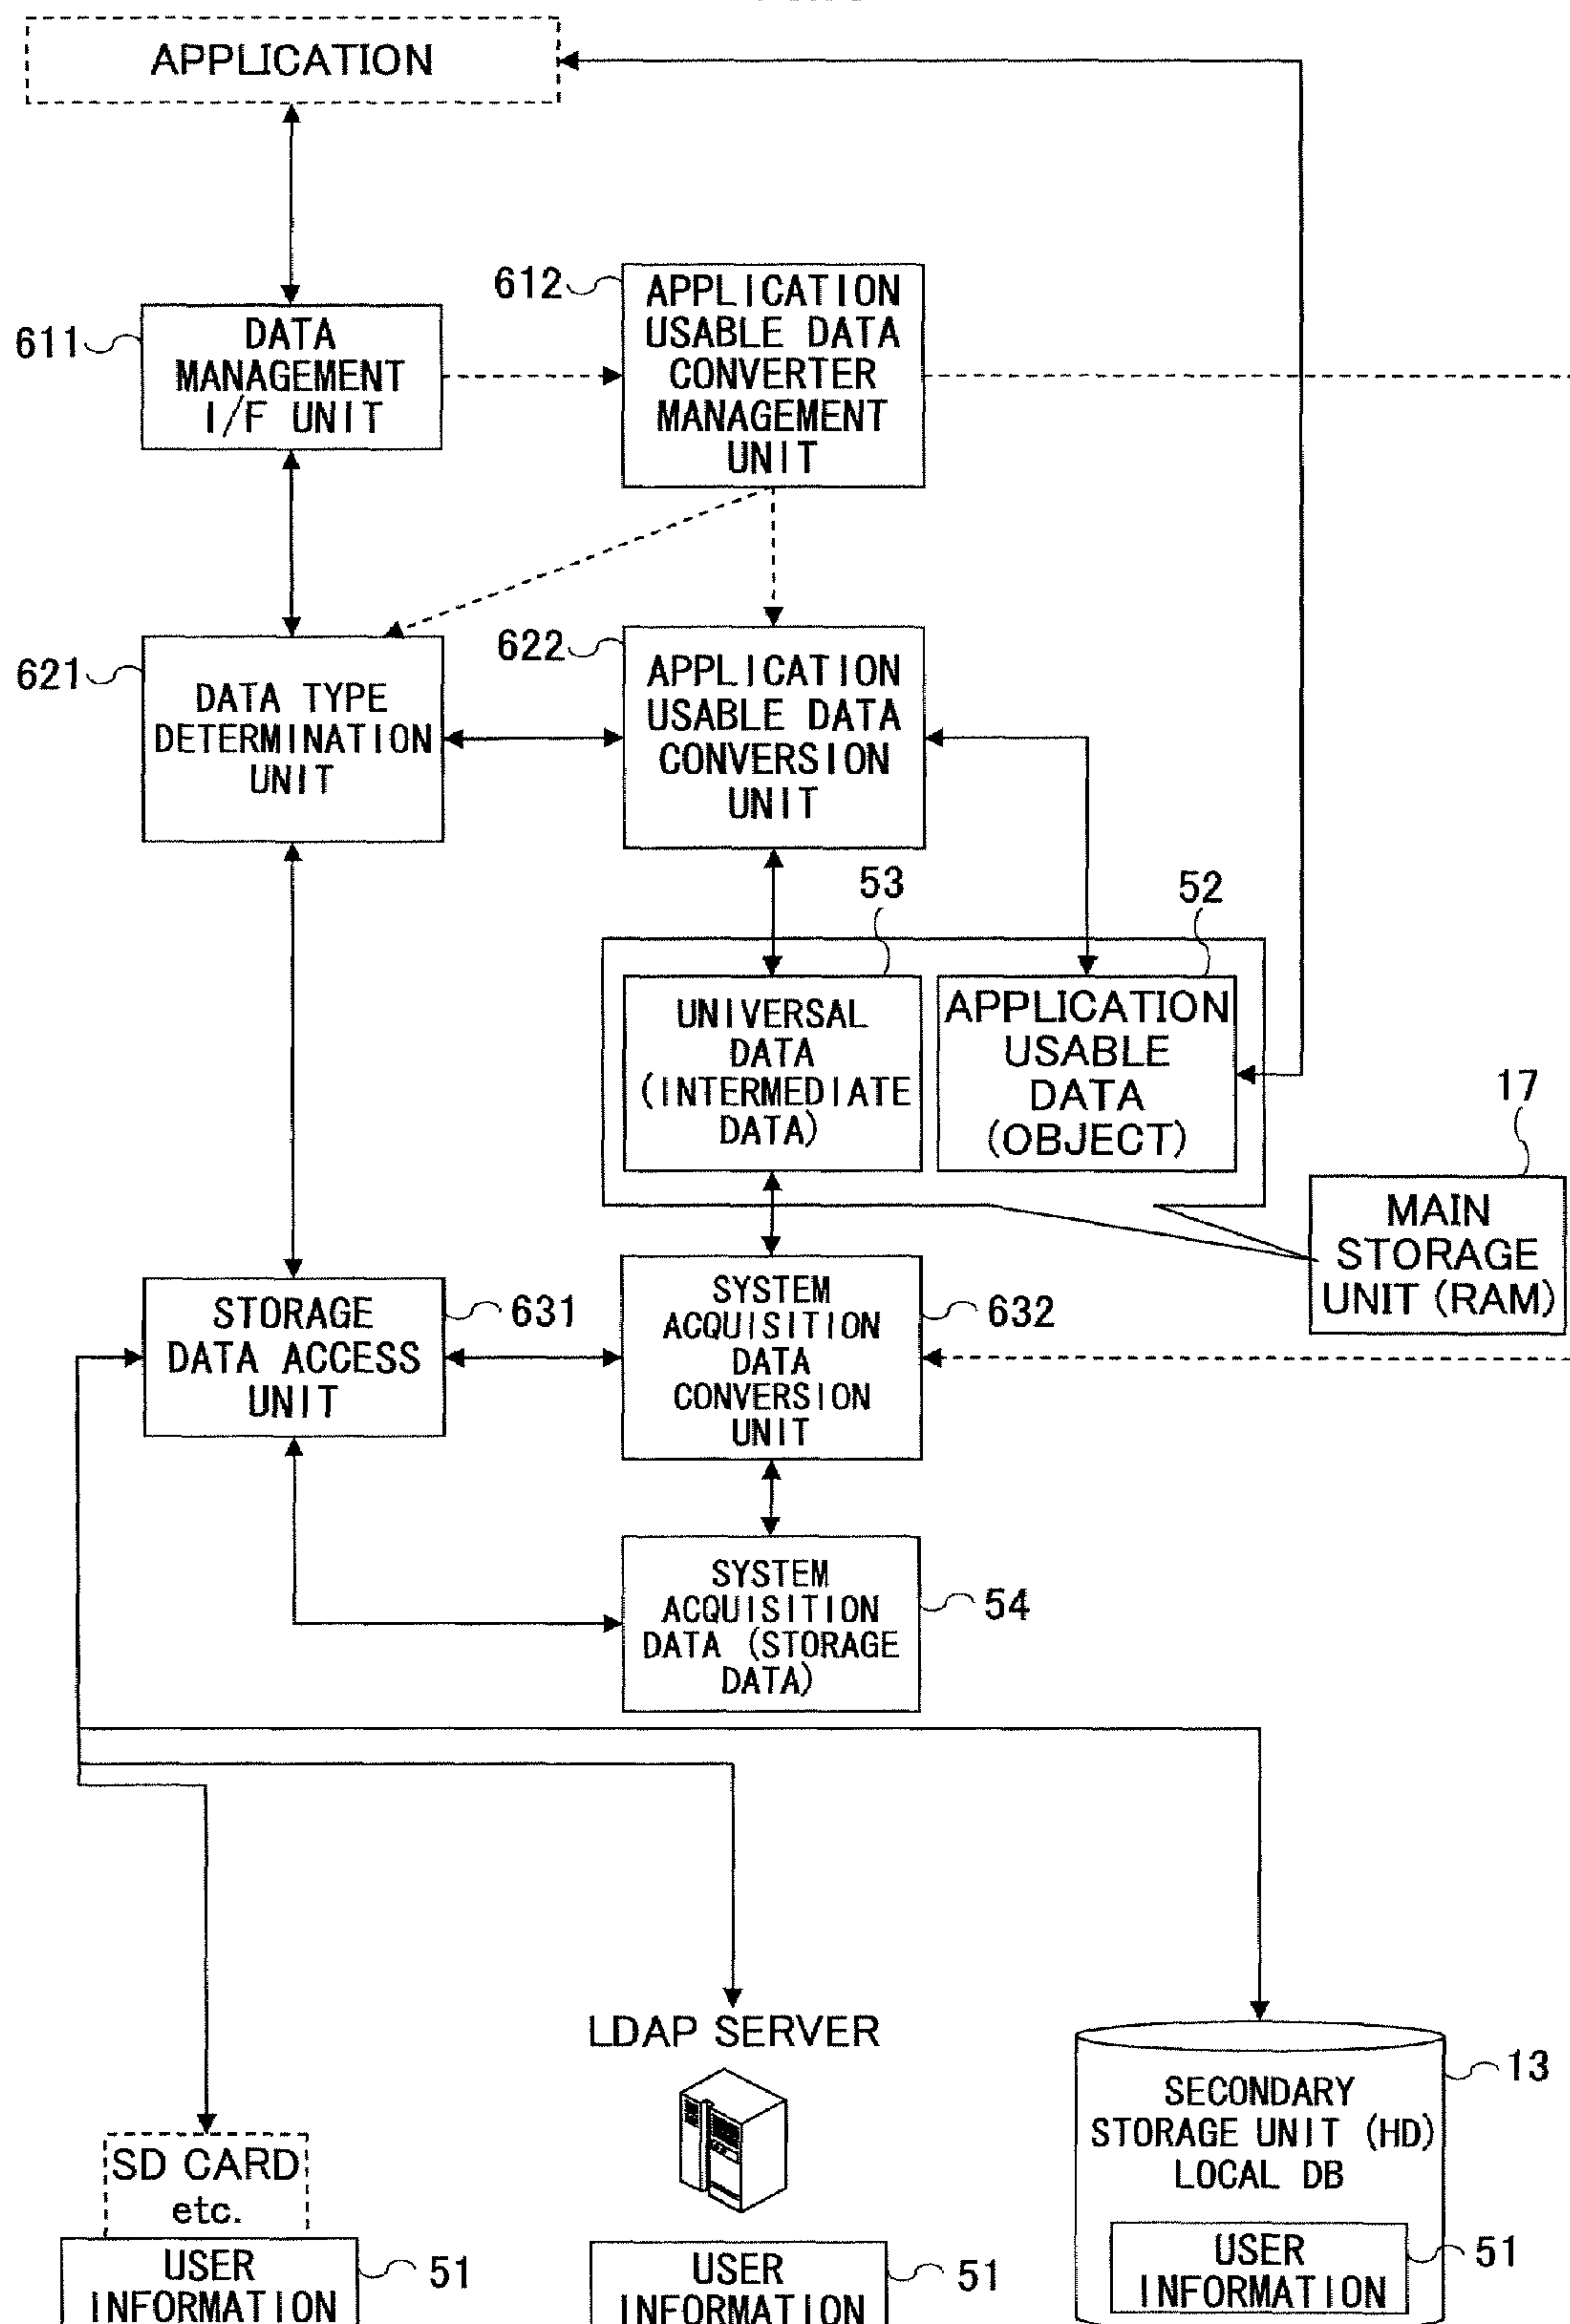 APPLICATION
611
DATA
MANAGEMENT
I/F UNIT
612
APPLICATION
USABLE DATA
CONVERTER
MANAGEMENT
UNIT
621
DATA TYPE
DETERMINATION
UNIT
622
APPLICATION
USABLE DATA
CONVERSION
UNIT
53
52
UNIVERSAL
DATA
(INTERMEDIATE
DATA)
APPLICATION
USABLE
DATA
(OBJECT)
17
MAIN
STORAGE
UNIT (RAM)
STORAGE
DATA ACCESS
UNIT
631
SYSTEM
ACQUISITION
DATA
CONVERSION
UNIT
632
SYSTEM
ACQUISITION
DATA (STORAGE
DATA)
54
SD CARD
etc.
USER
INFORMATION
51
LDAP SERVER
USER
INFORMATION
51
13
SECONDARY
STORAGE UNIT (HD)
LOCAL DB
USER
INFORMATION
51